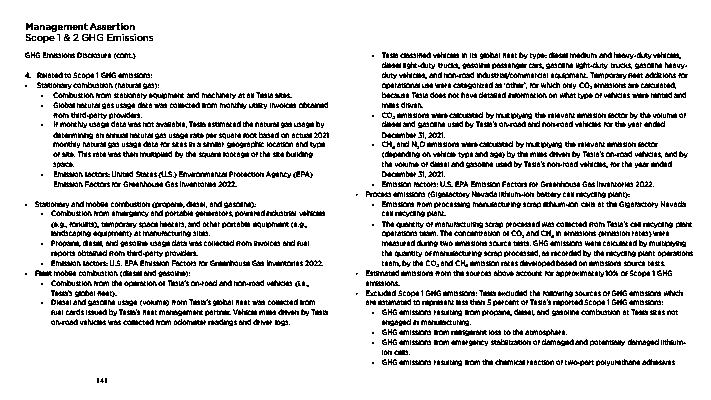 Management Assertion
Scope 1 & 2 GHG Emissions
GHG Emissions Disclosure (cont.)
4. Related to Scope 1 GHG emissions:
• Stationary combustion (natural gas):
• Combustion from stationary equipment and machinery at all Tesla sites.
• Global natural gas usage data was collected from monthly utility invoices obtained
from third-party providers.
• If monthly usage data was not available, Tesla estimated the natural gas usage by
determining an annual natural gas usage rate per square foot based on actual 2021
monthly natural gas usage data for sites in a similar geographic location and type
of site. This rate was then multiplied by the square footage of the site building
space.
• Emission factors: United States (U.S.) Environmental Protection Agency (EPA)
Emission Factors for Greenhouse Gas Inventories 2022.
• Stationary and mobile combustion (propane, diesel, and gasoline):
• Combustion from emergency and portable generators, powered industrial vehicles
(e.g., forklifts), temporary space heaters, and other portable equipment (e.g.,
landscaping equipment) at manufacturing sites.
• Propane, diesel, and gasoline usage data was collected from invoices and fuel
reports obtained from third-party providers.
• Emission factors: U.S. EPA Emission Factors for Greenhouse Gas Inventories 2022.
• Fleet mobile combustion (diesel and gasoline):
• Combustion from the operation of Tesla's on-road and non-road vehicles (i.e.,
Tesla's global fleet).
• Diesel and gasoline usage (volume) from Tesla's global fleet was collected from
fuel cards issued by Tesla's fleet management partner. Vehicle miles driven by Tesla
on-road vehicles was collected from odometer readings and driver logs.
• Tesla classified vehicles in its global fleet by type: diesel medium and heavy-duty vehicles,
diesel light-duty trucks, gasoline passenger cars, gasoline light-duty trucks, gasoline heavy-
duty vehicles, and non-road industrial/commercial equipment. Temporary fleet additions for
operational use were categorized as 'other', for which only CO₂ emissions are calculated,
because Tesla does not have detailed information on what type of vehicles were rented and
miles driven.
• CO₂ emissions were calculated by multiplying the relevant emission factor by the volume of
diesel and gasoline used by Tesla's on-road and non-road vehicles for the year ended
December 31, 2021.
• CH₄ and N₂O emissions were calculated by multiplying the relevant emission factor
(depending on vehicle type and age) by the miles driven by Tesla's on-road vehicles, and by
the volume of diesel and gasoline used by Tesla's non-road vehicles, for the year ended
December 31, 2021.
• Emission factors: U.S. EPA Emission Factors for Greenhouse Gas Inventories 2022.
• Process emissions (Gigafactory Nevada lithium-ion battery cell recycling plant):
• Emissions from processing manufacturing scrap lithium-ion cells at the Gigafactory Nevada
cell recycling plant.
• The quantity of manufacturing scrap processed was collected from Tesla's cell recycling plant
operations team. The concentration of CO₂ and CH₄ in emissions (emission rates) were
measured during two emissions source tests. GHG emissions were calculated by multiplying
the quantity of manufacturing scrap processed, as recorded by the recycling plant operations
team, by the CO₂ and CH₄ emission rates developed based on emissions source tests.
• Estimated emissions from the sources above account for approximately 10% of Scope 1 GHG
emissions.
• Excluded Scope 1 GHG emissions: Tesla excluded the following sources of GHG emissions which
are estimated to represent less than 5 percent of Tesla's reported Scope 1 GHG emissions:
• GHG emissions resulting from propane, diesel, and gasoline combustion at Tesla sites not
engaged in manufacturing.
• GHG emissions from refrigerant loss to the atmosphere.
• GHG emissions from emergency stabilization of damaged and potentially damaged lithium-
ion cells.
• GHG emissions resulting from the chemical reaction of two-part polyurethane adhesives
141